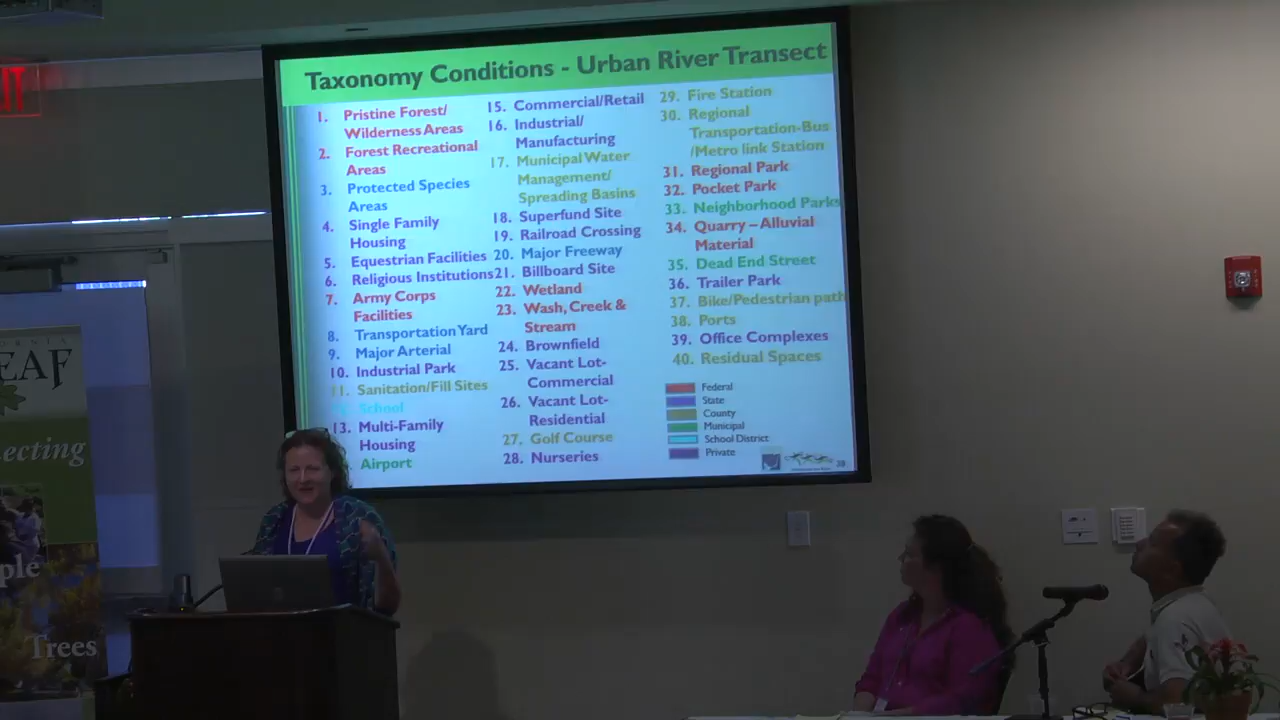 IT
Taxonomy Conditions - Urban River Transect
1. Pristine Forest/
Wilderness Areas
2. Forest Recreational
Areas
3. Protected Species
Areas
4. Single Family
Housing
5. Equestrian Facilities
6. Religious Institutions
7. Army Corps
Facilities
8. Transportation Yard
9. Major Arterial
10. Industrial Park
11. Sanitation/Fill Sites
School
13. Multi-Family
Housing
Airport
15. Commercial/Retail
16. Industrial/
Manufacturing
17. Municipal Water
Management/
Spreading Basins
18. Superfund Site
19. Railroad Crossing
20. Major Freeway
21. Billboard Site
22. Wetland
23. Wash, Creek &
Stream
24. Brownfield
25. Vacant Lot-
Commercial
26. Vacant Lot-
Residential
27. Golf Course
28. Nurseries
29. Fire Station
30. Regional
Transportation-Bus
/Metro link Station
31. Regional Park
32. Pocket Park
33. Neighborhood Parks
34. Quarry – Alluvial
Material
35. Dead End Street
36. Trailer Park
37. Bike/Pedestrian path
38. Ports
39. Office Complexes
40. Residual Spaces
Federal
State
County
Municipal
School District
Private
38
ORNIA
EAF
ecting
ple
Trees